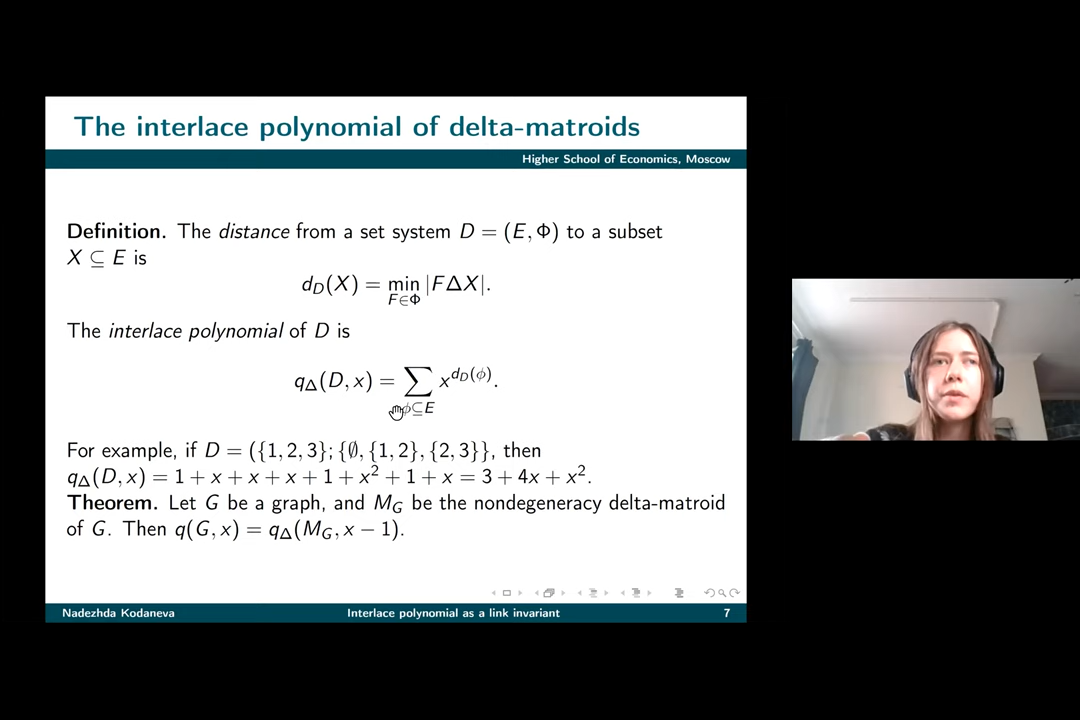 The interlace polynomial of delta-matroids
Higher School of Economics, Moscow
Definition. The distance from a set system D = (E, Φ) to a subset
X ⊆ E is
d_D(X) = min_{F∈Φ} |FΔX|.
The interlace polynomial of D is
q_Δ(D, x) = ∑_{ϕ⊆E} x^{d_D(ϕ)}.
For example, if D = ({1, 2, 3}; {∅, {1, 2}, {2, 3}}, then
q_Δ(D, x) = 1 + x + x + x + 1 + x² + 1 + x = 3 + 4x + x².
Theorem. Let G be a graph, and M_G be the nondegeneracy delta-matroid
of G. Then q(G, x) = q_Δ(M_G, x − 1).
Nadezhda Kodaneva Interlace polynomial as a link invariant 7